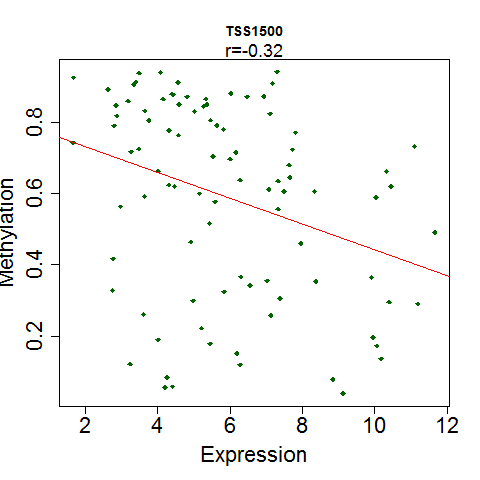 TSS1500
r=-0.32
Methylation
0.8
0.6
0.4
0.2
2 4 6 8 10 12
Expression